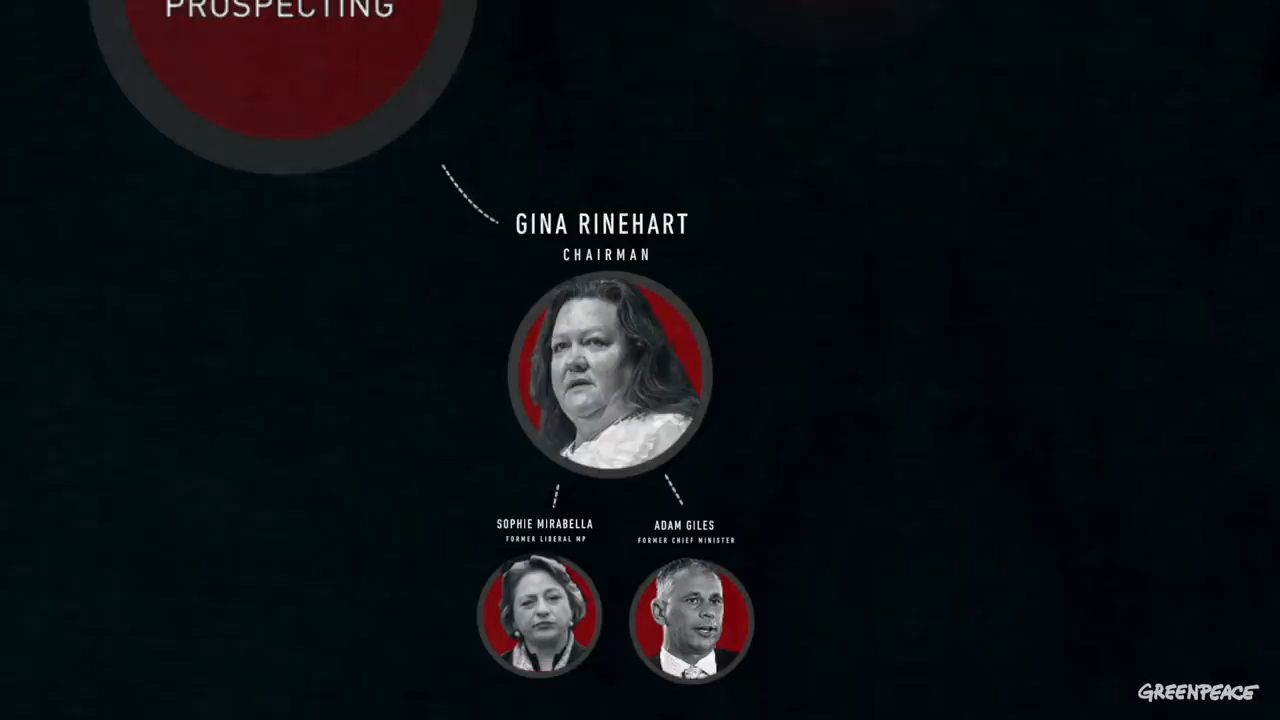 PROSPECTING
GINA RINEHART
CHAIRMAN
SOPHIE MIRABELLA
FORMER LIBERAL MP
ADAM GILES
FORMER CHIEF MINISTER
GREENPEACE